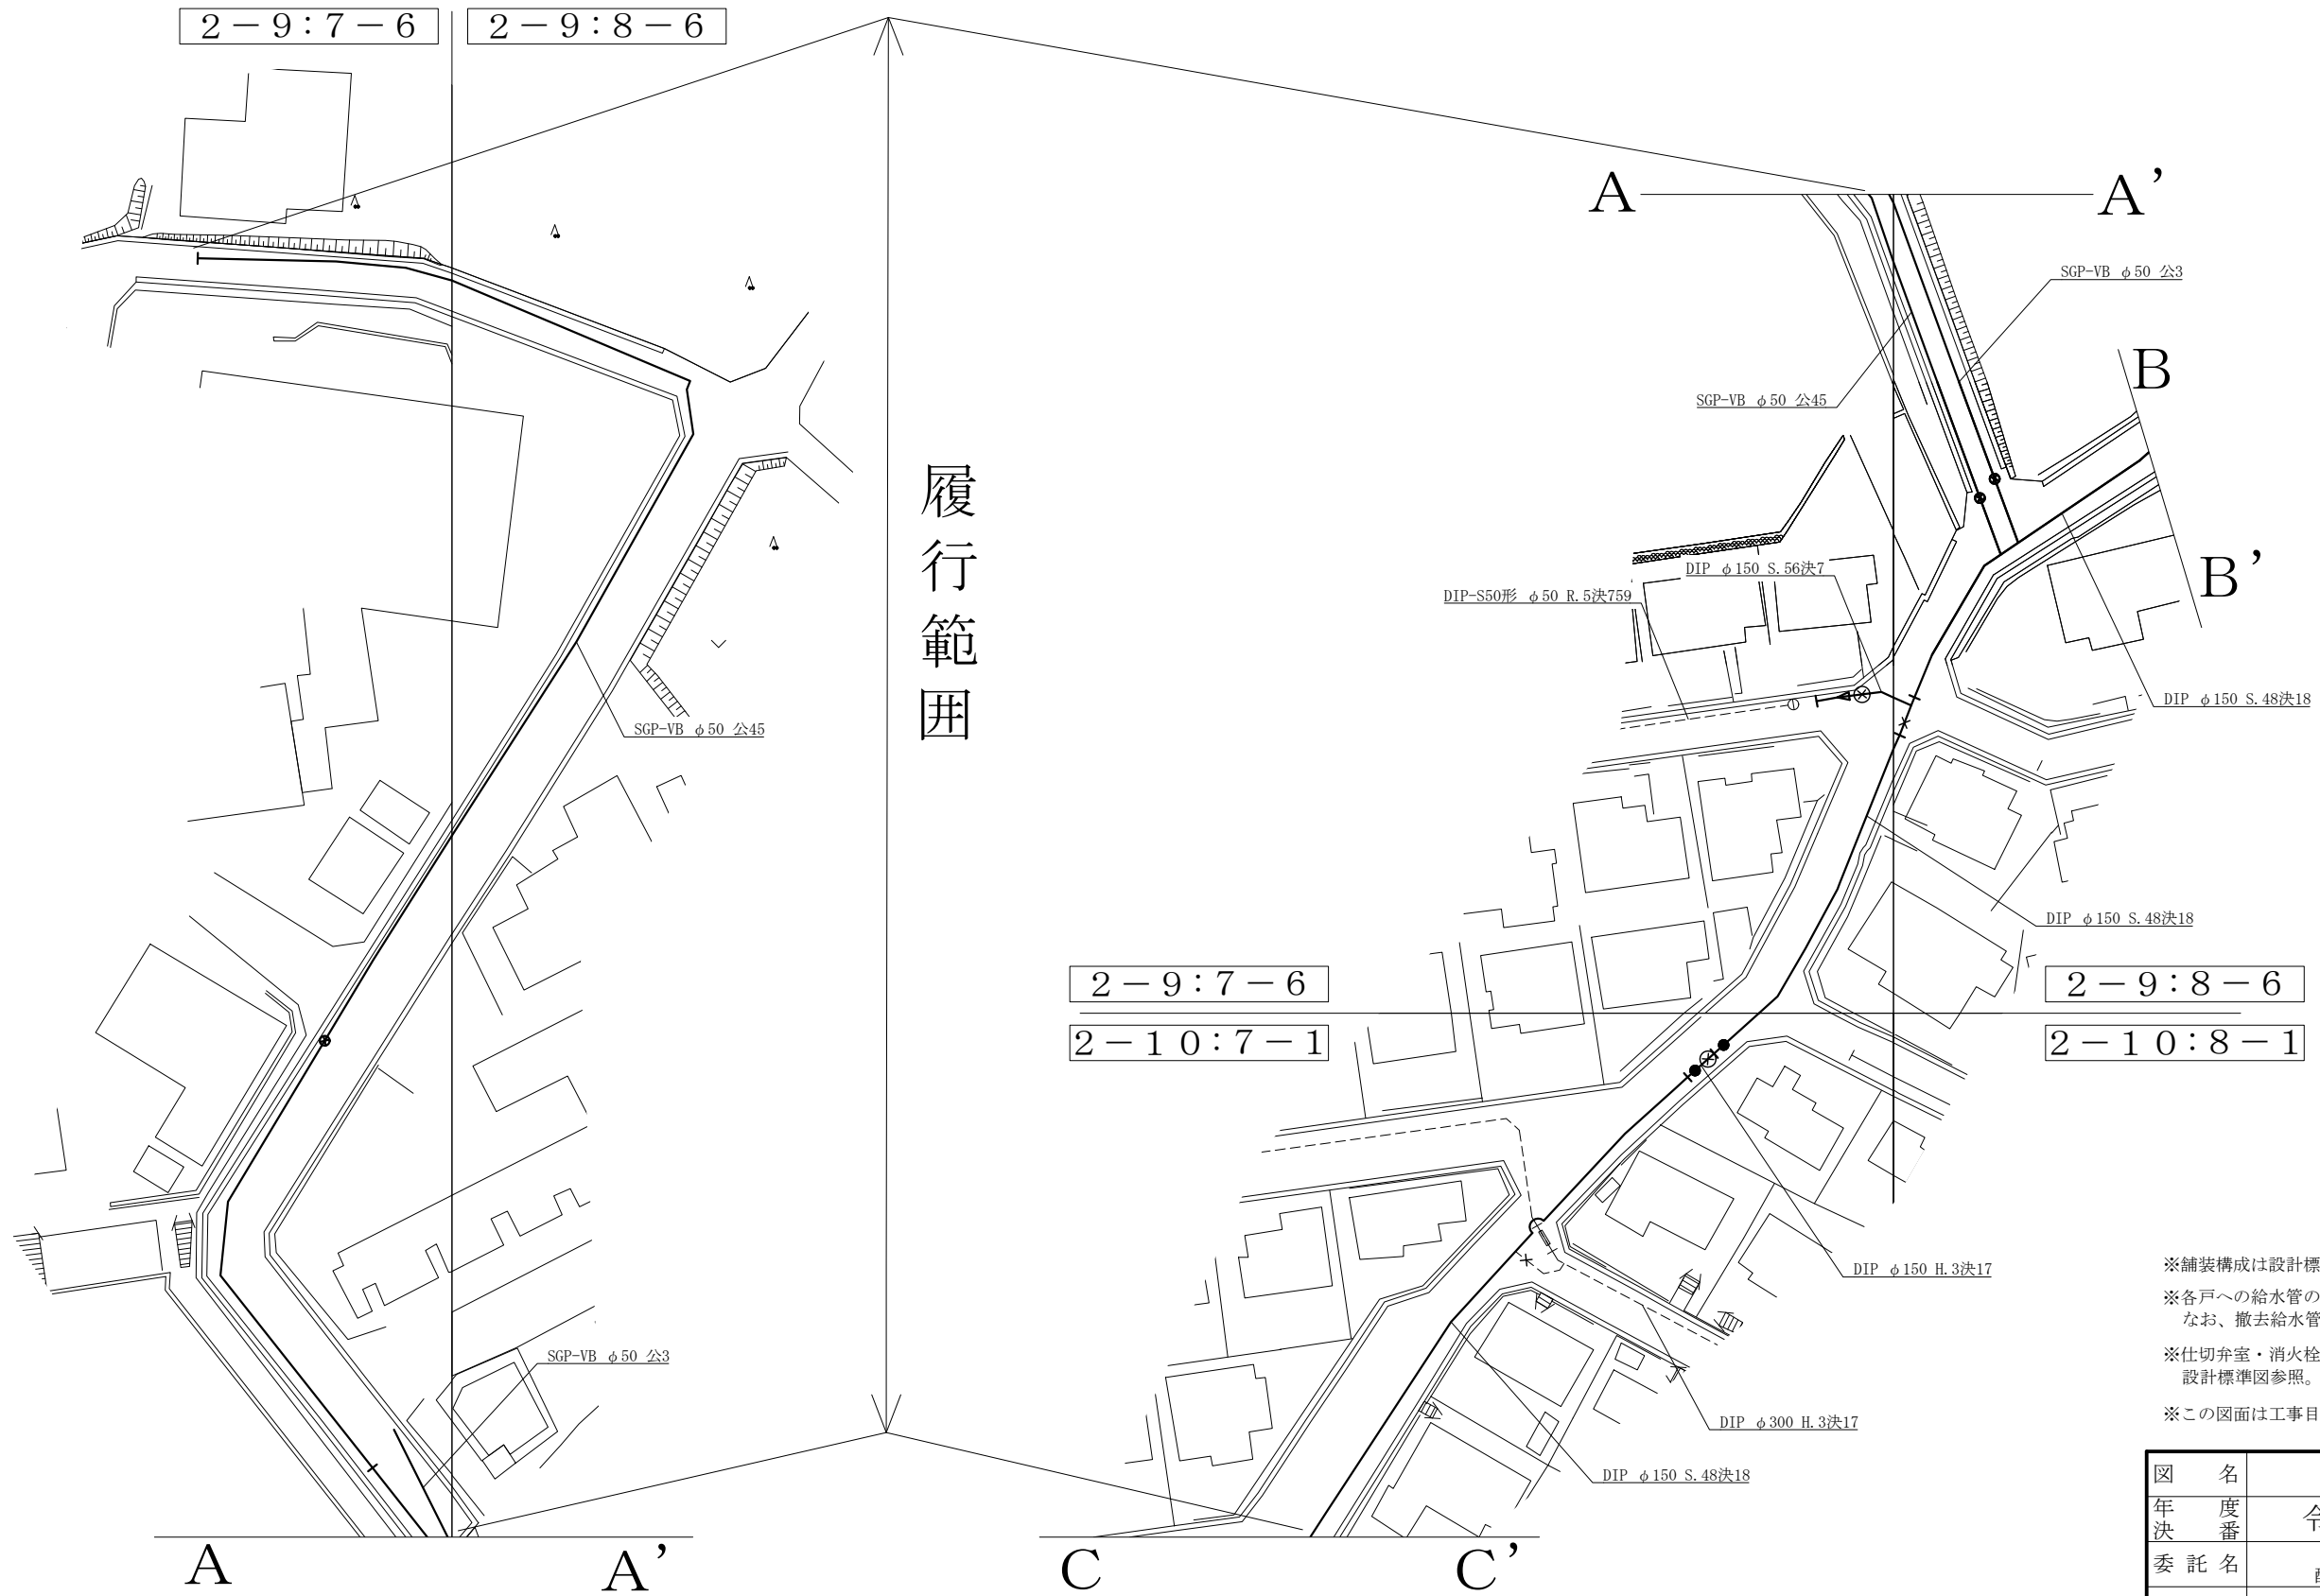 ２－９：７－６
２－９：８－６
A
A’
SGP-VB φ50 公3
SGP-VB φ50 公45
B
B’
履行範囲
DIP φ150 S.56決7
DIP-S50形 φ50 R.5決759
DIP φ150 S.48決18
SGP-VB φ50 公45
DIP φ150 S.48決18
２－９：７－６
２－９：８－６
２－１０：７－１
２－１０：８－１
DIP φ150 H.3決17
SGP-VB φ50 公3
DIP φ300 H.3決17
DIP φ150 S.48決18
A
A’
C
C’
※舗装構成は設計標
※各戸への給水管の
なお、撤去給水管
※仕切弁室・消火栓
設計標準図参照。
※この図面は工事目
図名
年度
決番
委託名